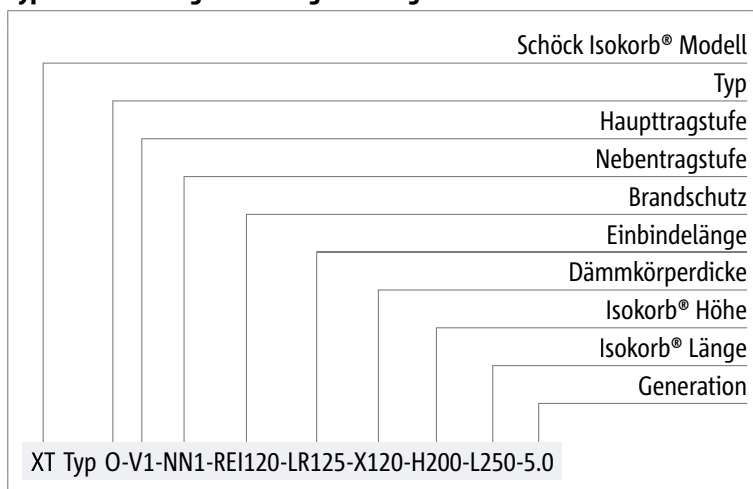 Schöck Isokorb® Modell
Typ
Haupttragstufe
Nebentragstufe
Brandschutz
Einbindelänge
Dämmkörperdicke
Isokorb® Höhe
Isokorb® Länge
Generation
XT Typ O-V1-NN1-REI120-LR125-X120-H200-L250-5.0